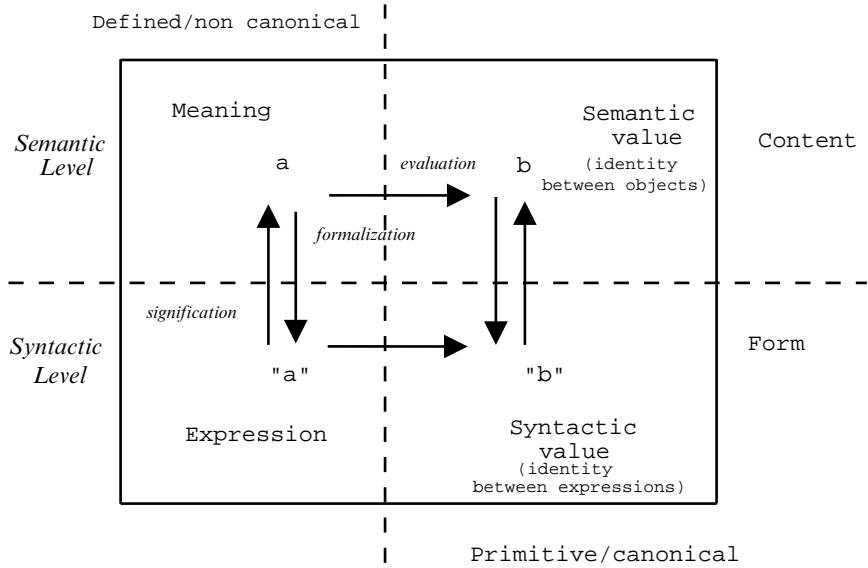 Defined/non canonical
Meaning
Semantic
value
(identity
between objects)
Semantic
Level
Content
a
evaluation
b
formalization
signification
Syntactic
Level
Form
"a"
"b"
Expression
Syntactic
value
(identity
between expressions)
Primitive/canonical